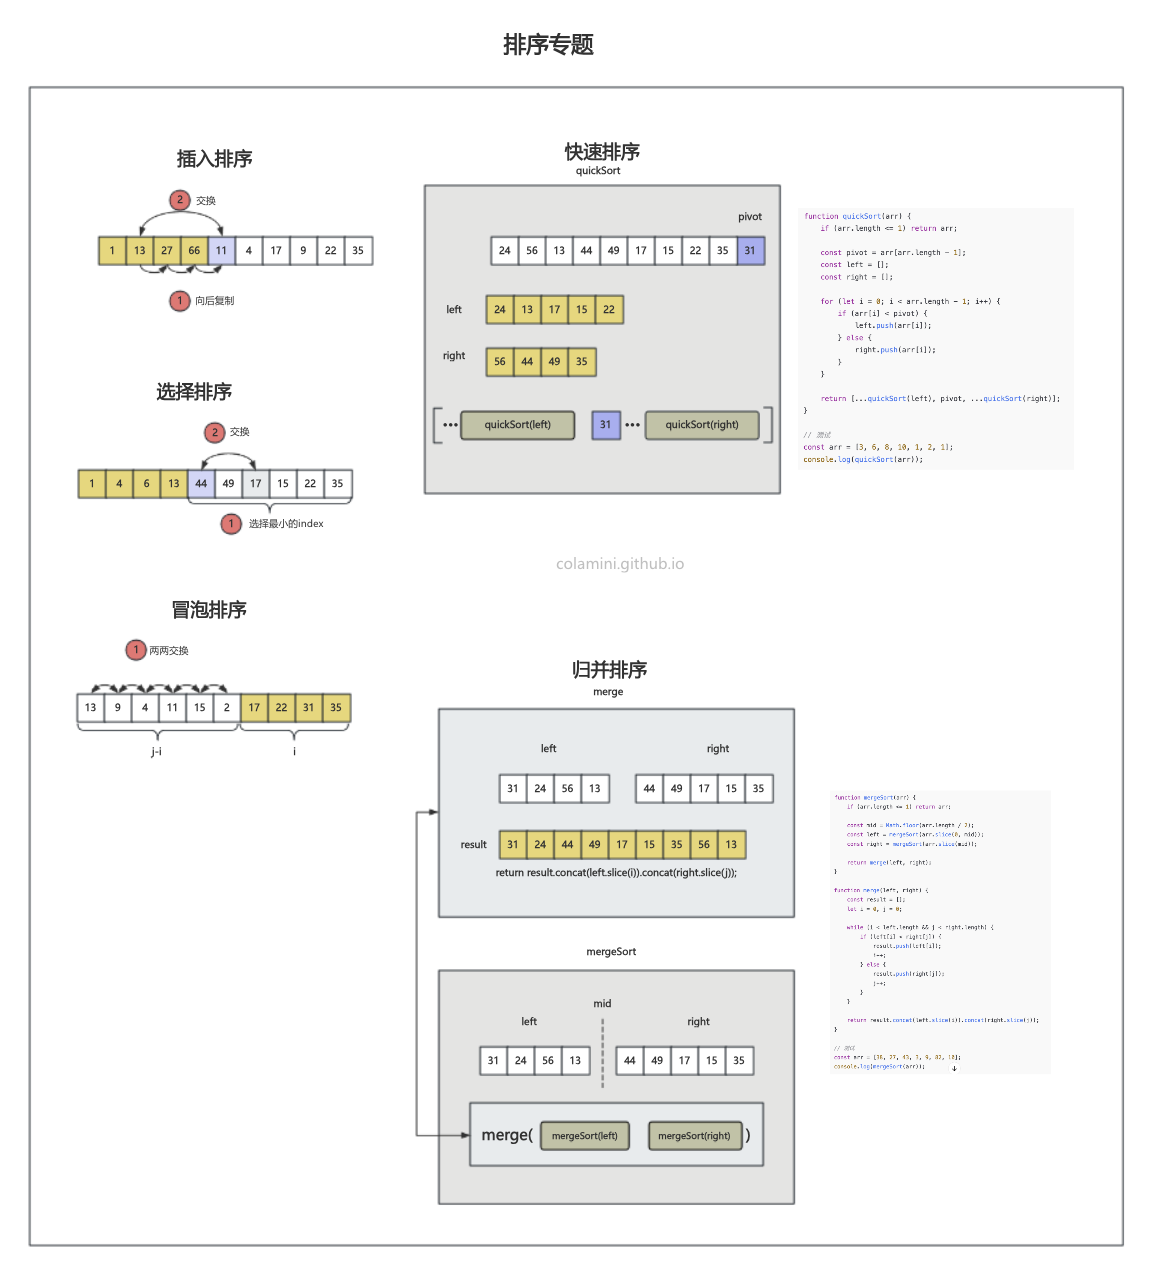 排序专题
插入排序
2 交换
1 13 27 66 11 4 17 9 22 35
1 向后复制
选择排序
2 交换
1 4 6 13 44 49 17 15 22 35
1 选择最小的index
冒泡排序
1 两两交换
13 9 4 11 15 2 17 22 31 35
j-i i
快速排序
quickSort
pivot
24 56 13 44 49 17 15 22 35 31
left 24 13 17 15 22
right 56 44 49 35
[ ••• quickSort(left) 31 ••• quickSort(right) ]
function quickSort(arr) {
if (arr.length <= 1) return arr;
const pivot = arr[arr.length - 1];
const left = [];
const right = [];
for (let i = 0; i < arr.length - 1; i++) {
if (arr[i] < pivot) {
left.push(arr[i]);
} else {
right.push(arr[i]);
}
}
return [...quickSort(left), pivot, ...quickSort(right)];
}
// 测试
const arr = [3, 6, 8, 10, 1, 2, 1];
console.log(quickSort(arr));
colamini.github.io
归并排序
merge
left right
31 24 56 13 44 49 17 15 35
result 31 24 44 49 17 15 35 56 13
return result.concat(left.slice(i)).concat(right.slice(j));
mergeSort
mid
left right
31 24 56 13 44 49 17 15 35
merge( mergeSort(left) mergeSort(right) )
function mergeSort(arr) {
if (arr.length <= 1) return arr;
const mid = Math.floor(arr.length / 2);
const left = mergeSort(arr.slice(0, mid));
const right = mergeSort(arr.slice(mid));
return merge(left, right);
}
function merge(left, right) {
const result = [];
let i = 0, j = 0;
while (i < left.length && j < right.length) {
if (left[i] < right[j]) {
result.push(left[i]);
i++;
} else {
result.push(right[j]);
j++;
}
}
return result.concat(left.slice(i)).concat(right.slice(j));
}
// 测试
const arr = [38, 27, 43, 3, 9, 82, 10];
console.log(mergeSort(arr));